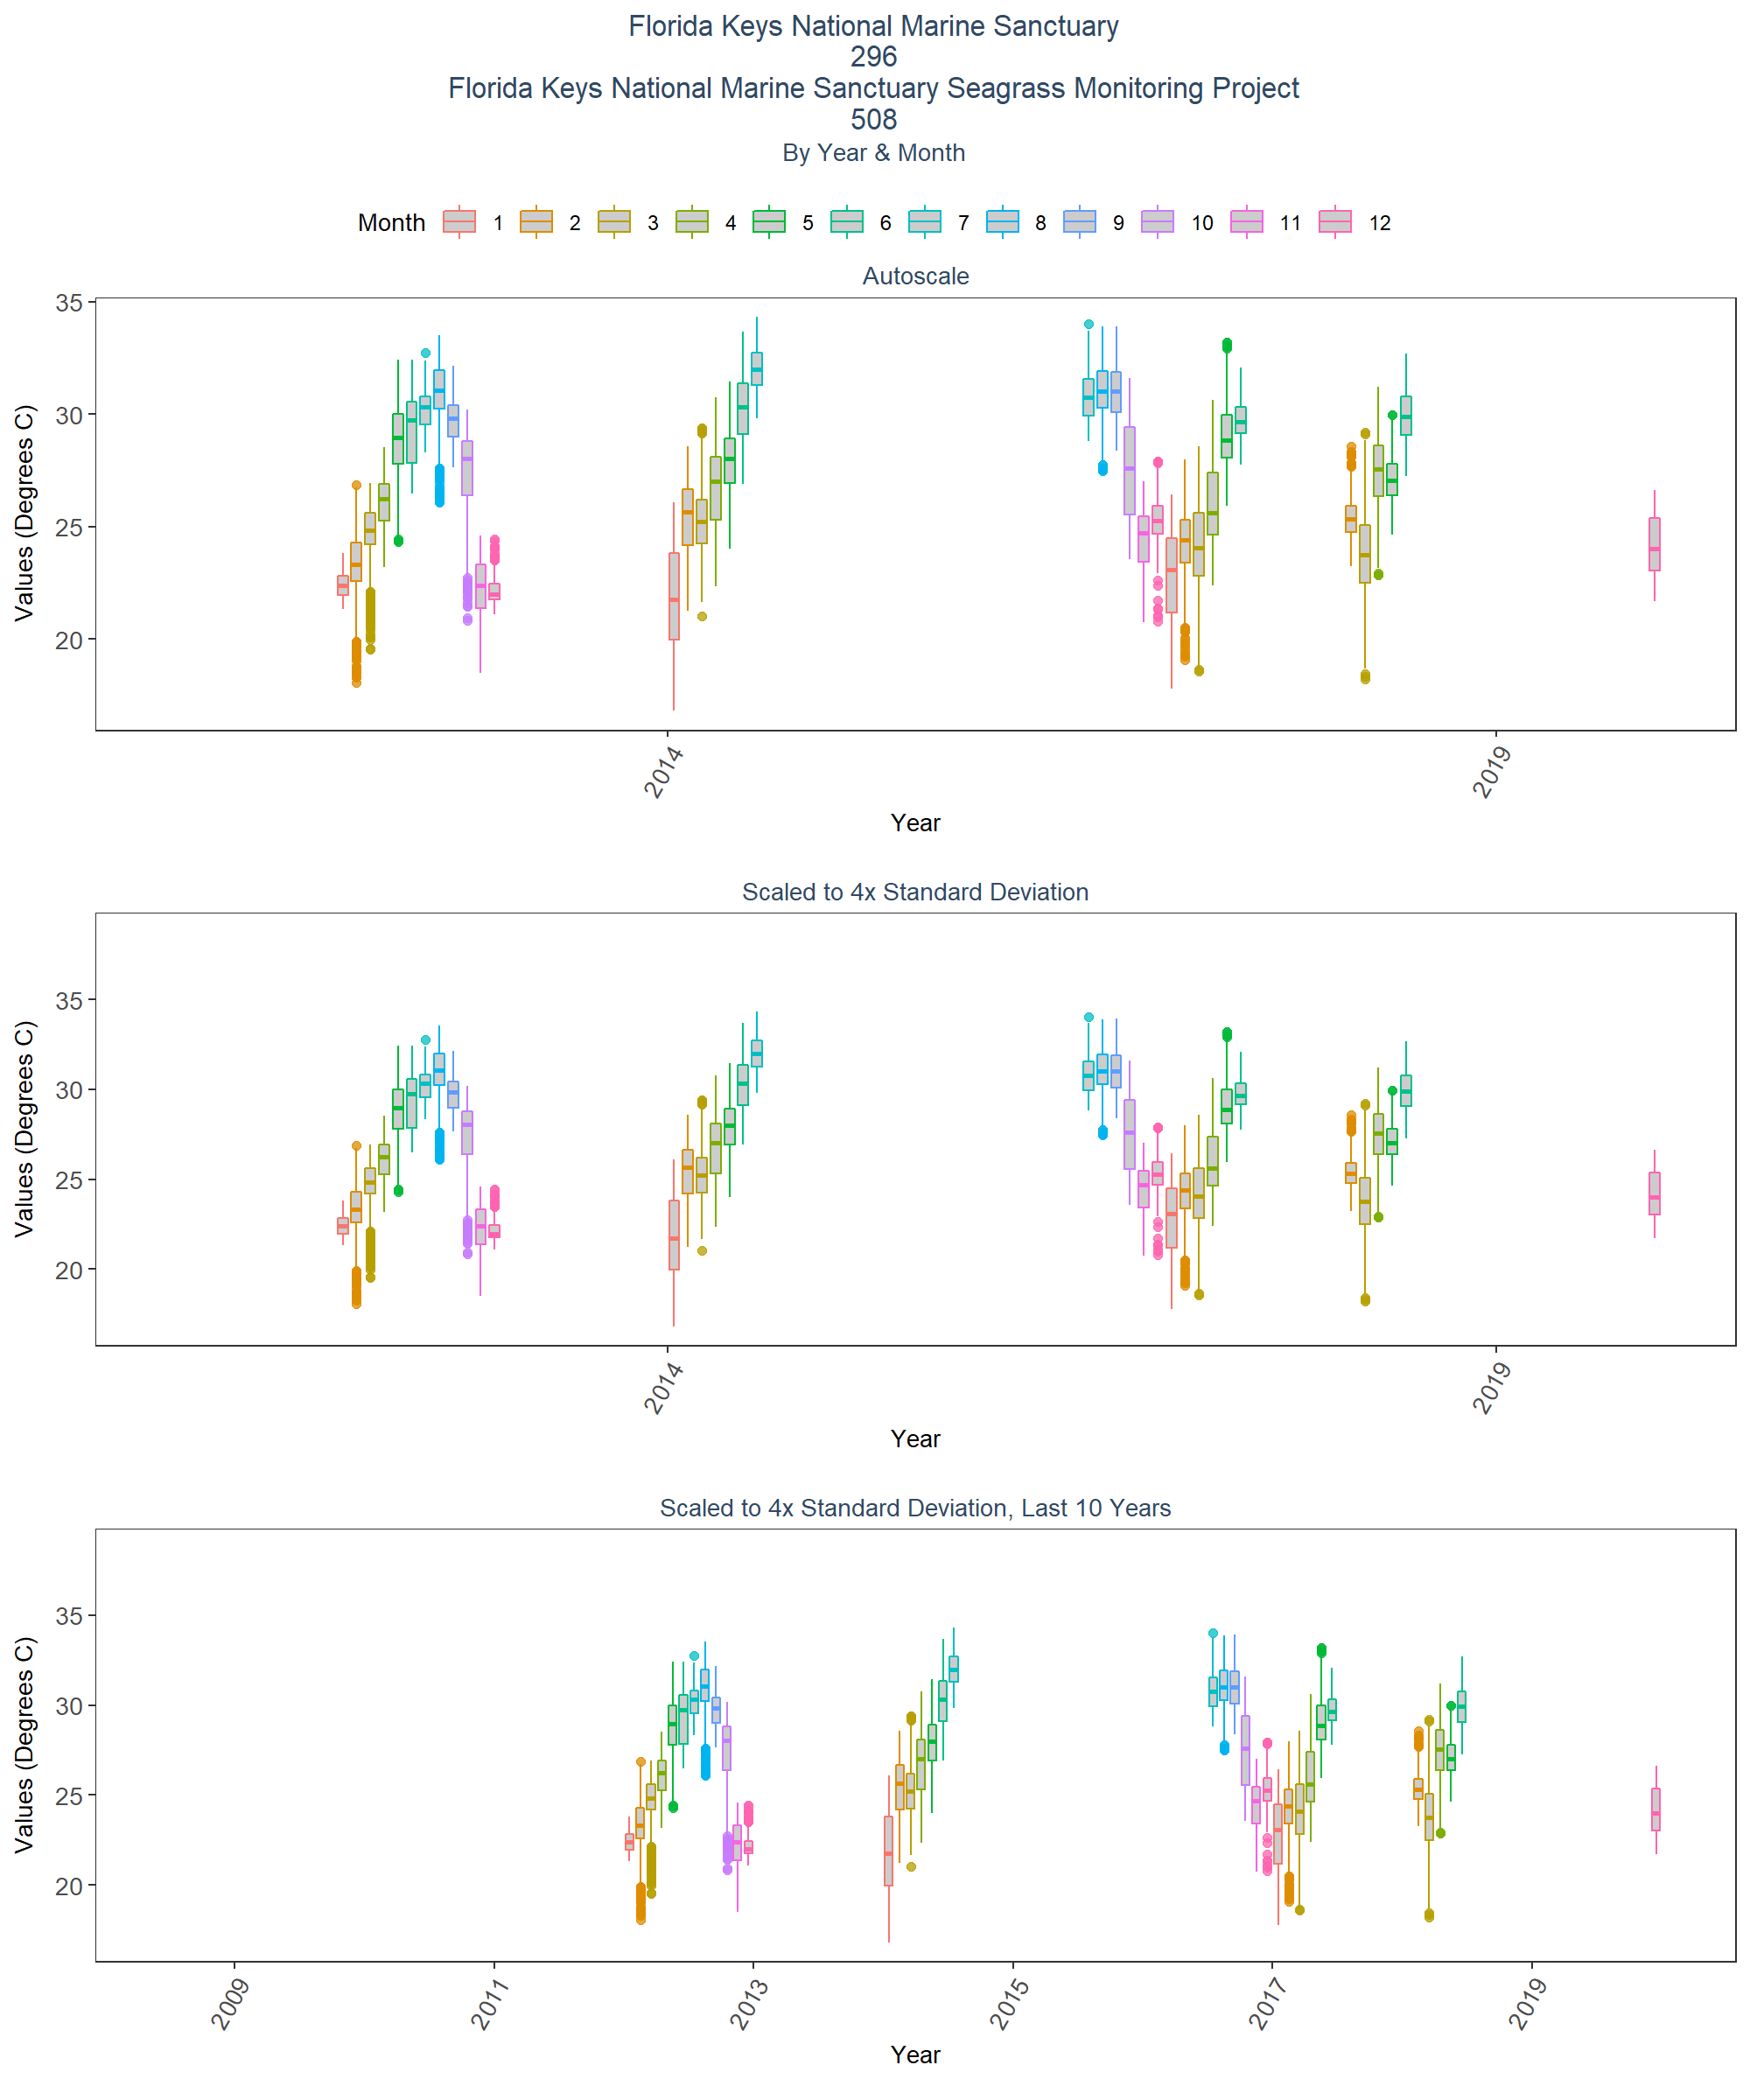 Florida Keys National Marine Sanctuary
296
Florida Keys National Marine Sanctuary Seagrass Monitoring Project
508
By Year & Month
Month 1 2 3 4 5 6 7 8 9 10 11 12
Autoscale
Values (Degrees C)
35
30
25
20
2014 2019
Year
Scaled to 4x Standard Deviation
Values (Degrees C)
35
30
25
20
2014 2019
Year
Scaled to 4x Standard Deviation, Last 10 Years
Values (Degrees C)
35
30
25
20
2009 2011 2013 2015 2017 2019
Year